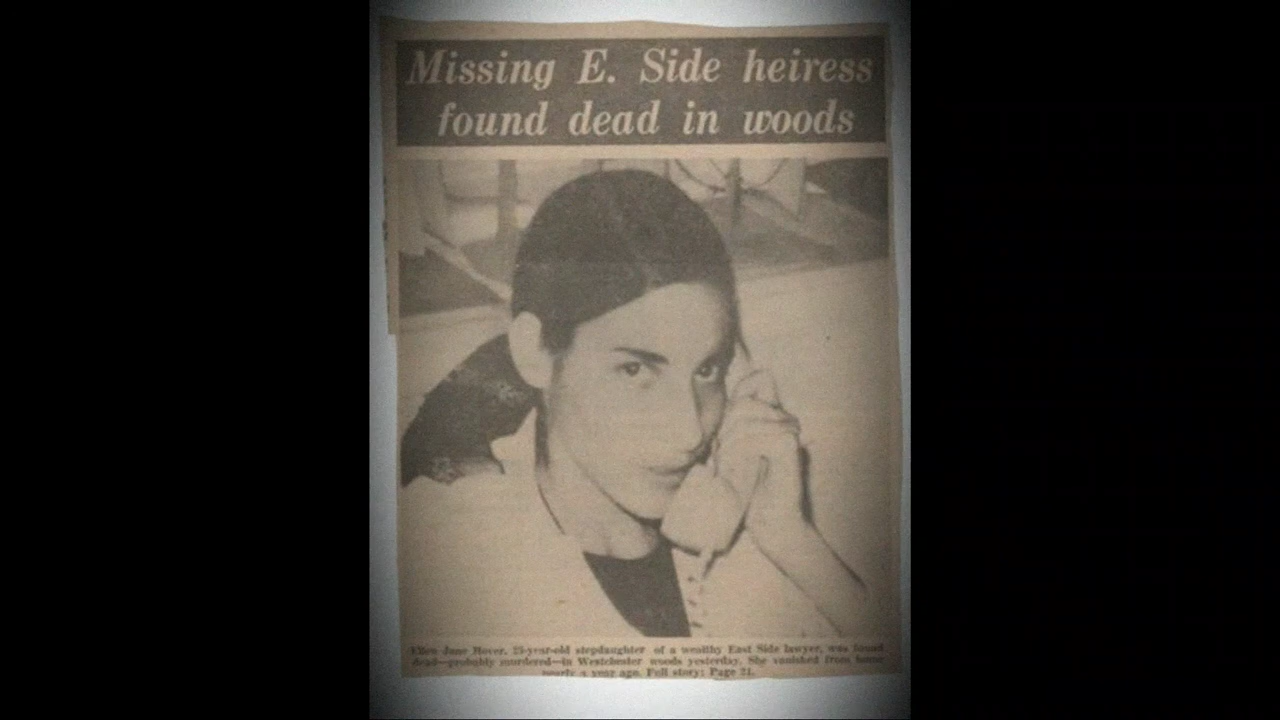 Missing E. Side heiress
found dead in woods
Ellen Jane Hover, 23-year-old stepdaughter of a wealthy East Side lawyer, was found
dead—probably murdered—in Westchester woods yesterday. She vanished from home
nearly a year ago. Full story: Page 21.